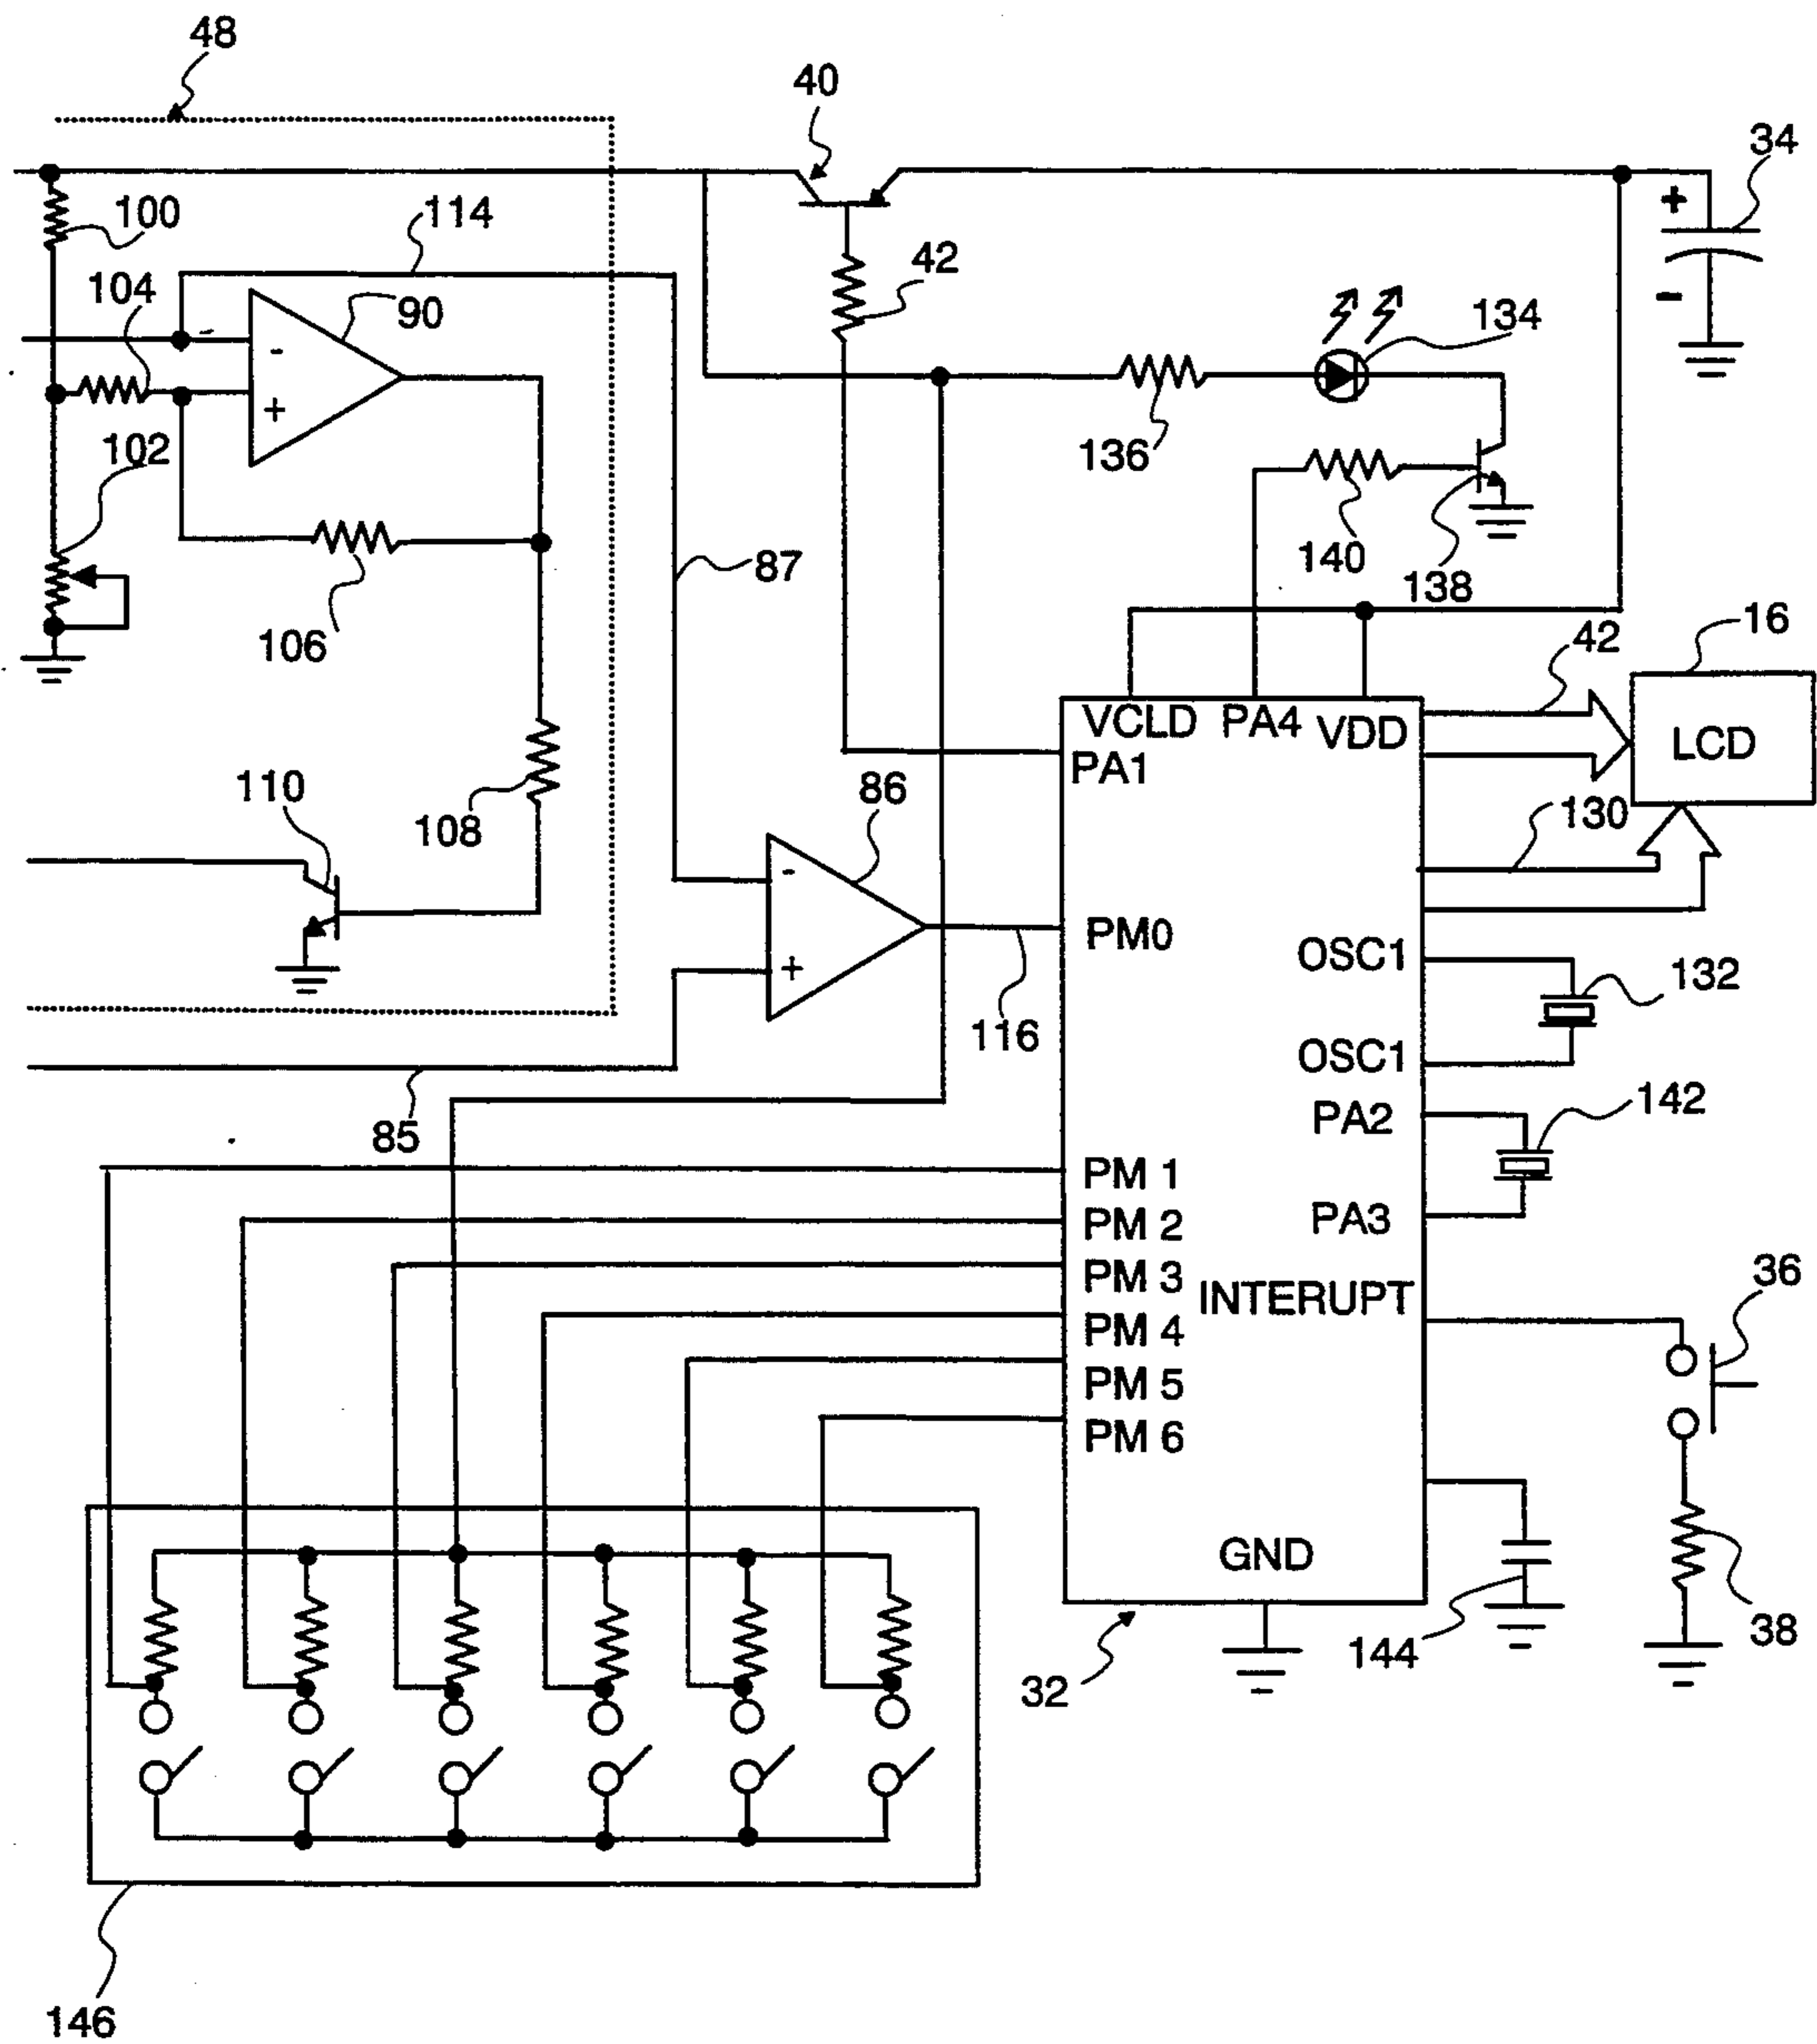 48
40
34
+
-
100
114
42
104
90
-
-
+
134
102
136
140
138
87
106
16
42
VCLD PA4 VDD
LCD
PA1
110
108
86
130
-
PM0
+
OSC1
132
116
OSC1
85
PA2
142
PM 1
PM 2
PA3
PM 3
INTERUPT
36
PM 4
PM 5
PM 6
GND
38
144
32
146